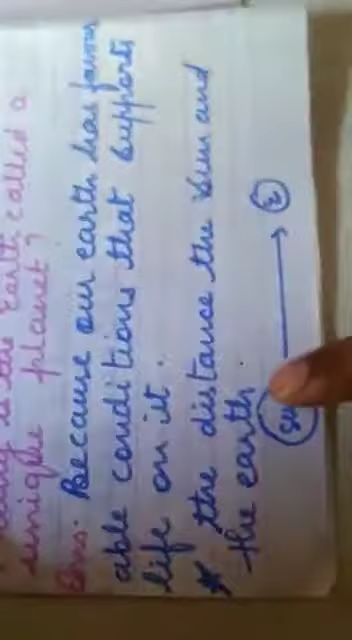 is the Earth called a
unique planet?
Ans. Because our earth has favour
able conditions that supports
life on it.
* the distance the sun and
the earth
Su
E